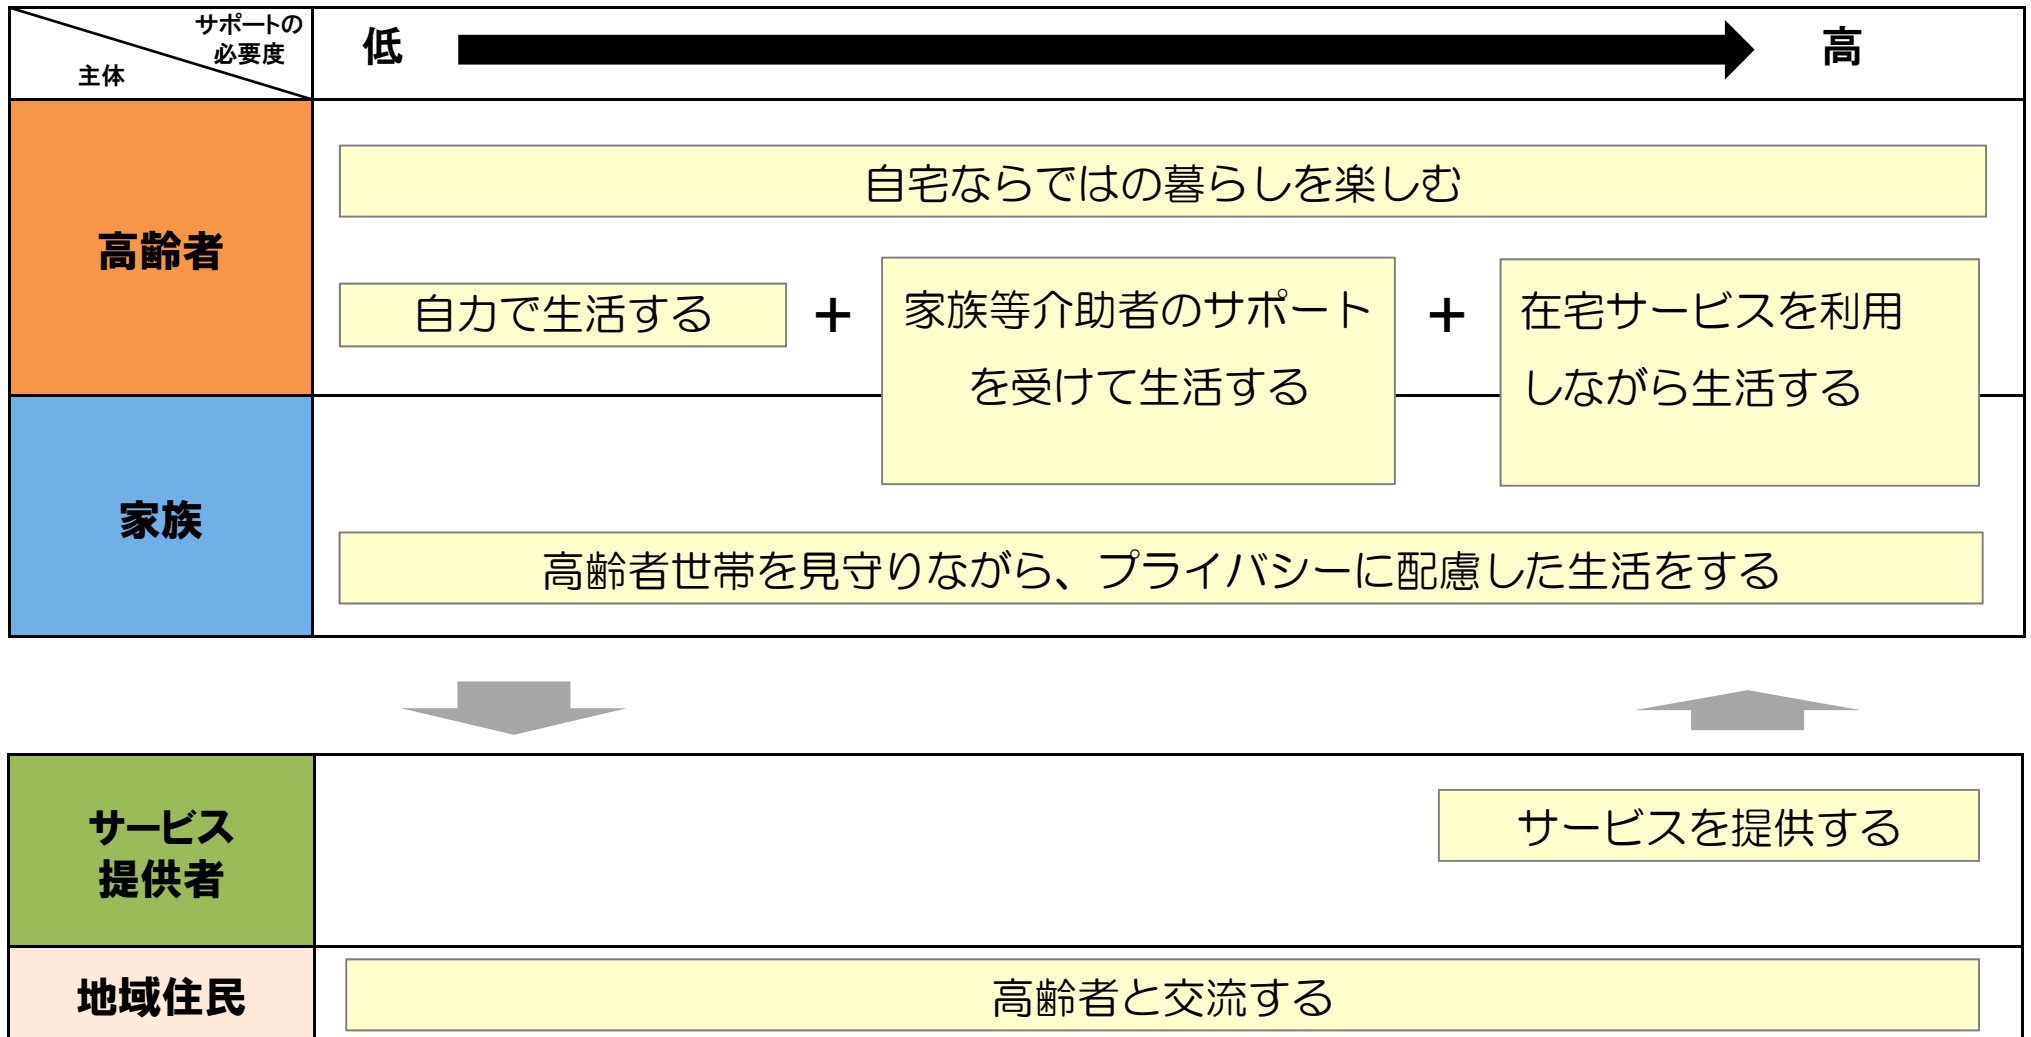 サポートの
必要度
主体
低
高
高齢者
自宅ならではの暮らしを楽しむ
自力で生活する
+
家族等介助者のサポート
を受けて生活する
+
在宅サービスを利用
しながら生活する
家族
高齢者世帯を見守りながら、プライバシーに配慮した生活をする
サービス
提供者
サービスを提供する
地域住民
高齢者と交流する